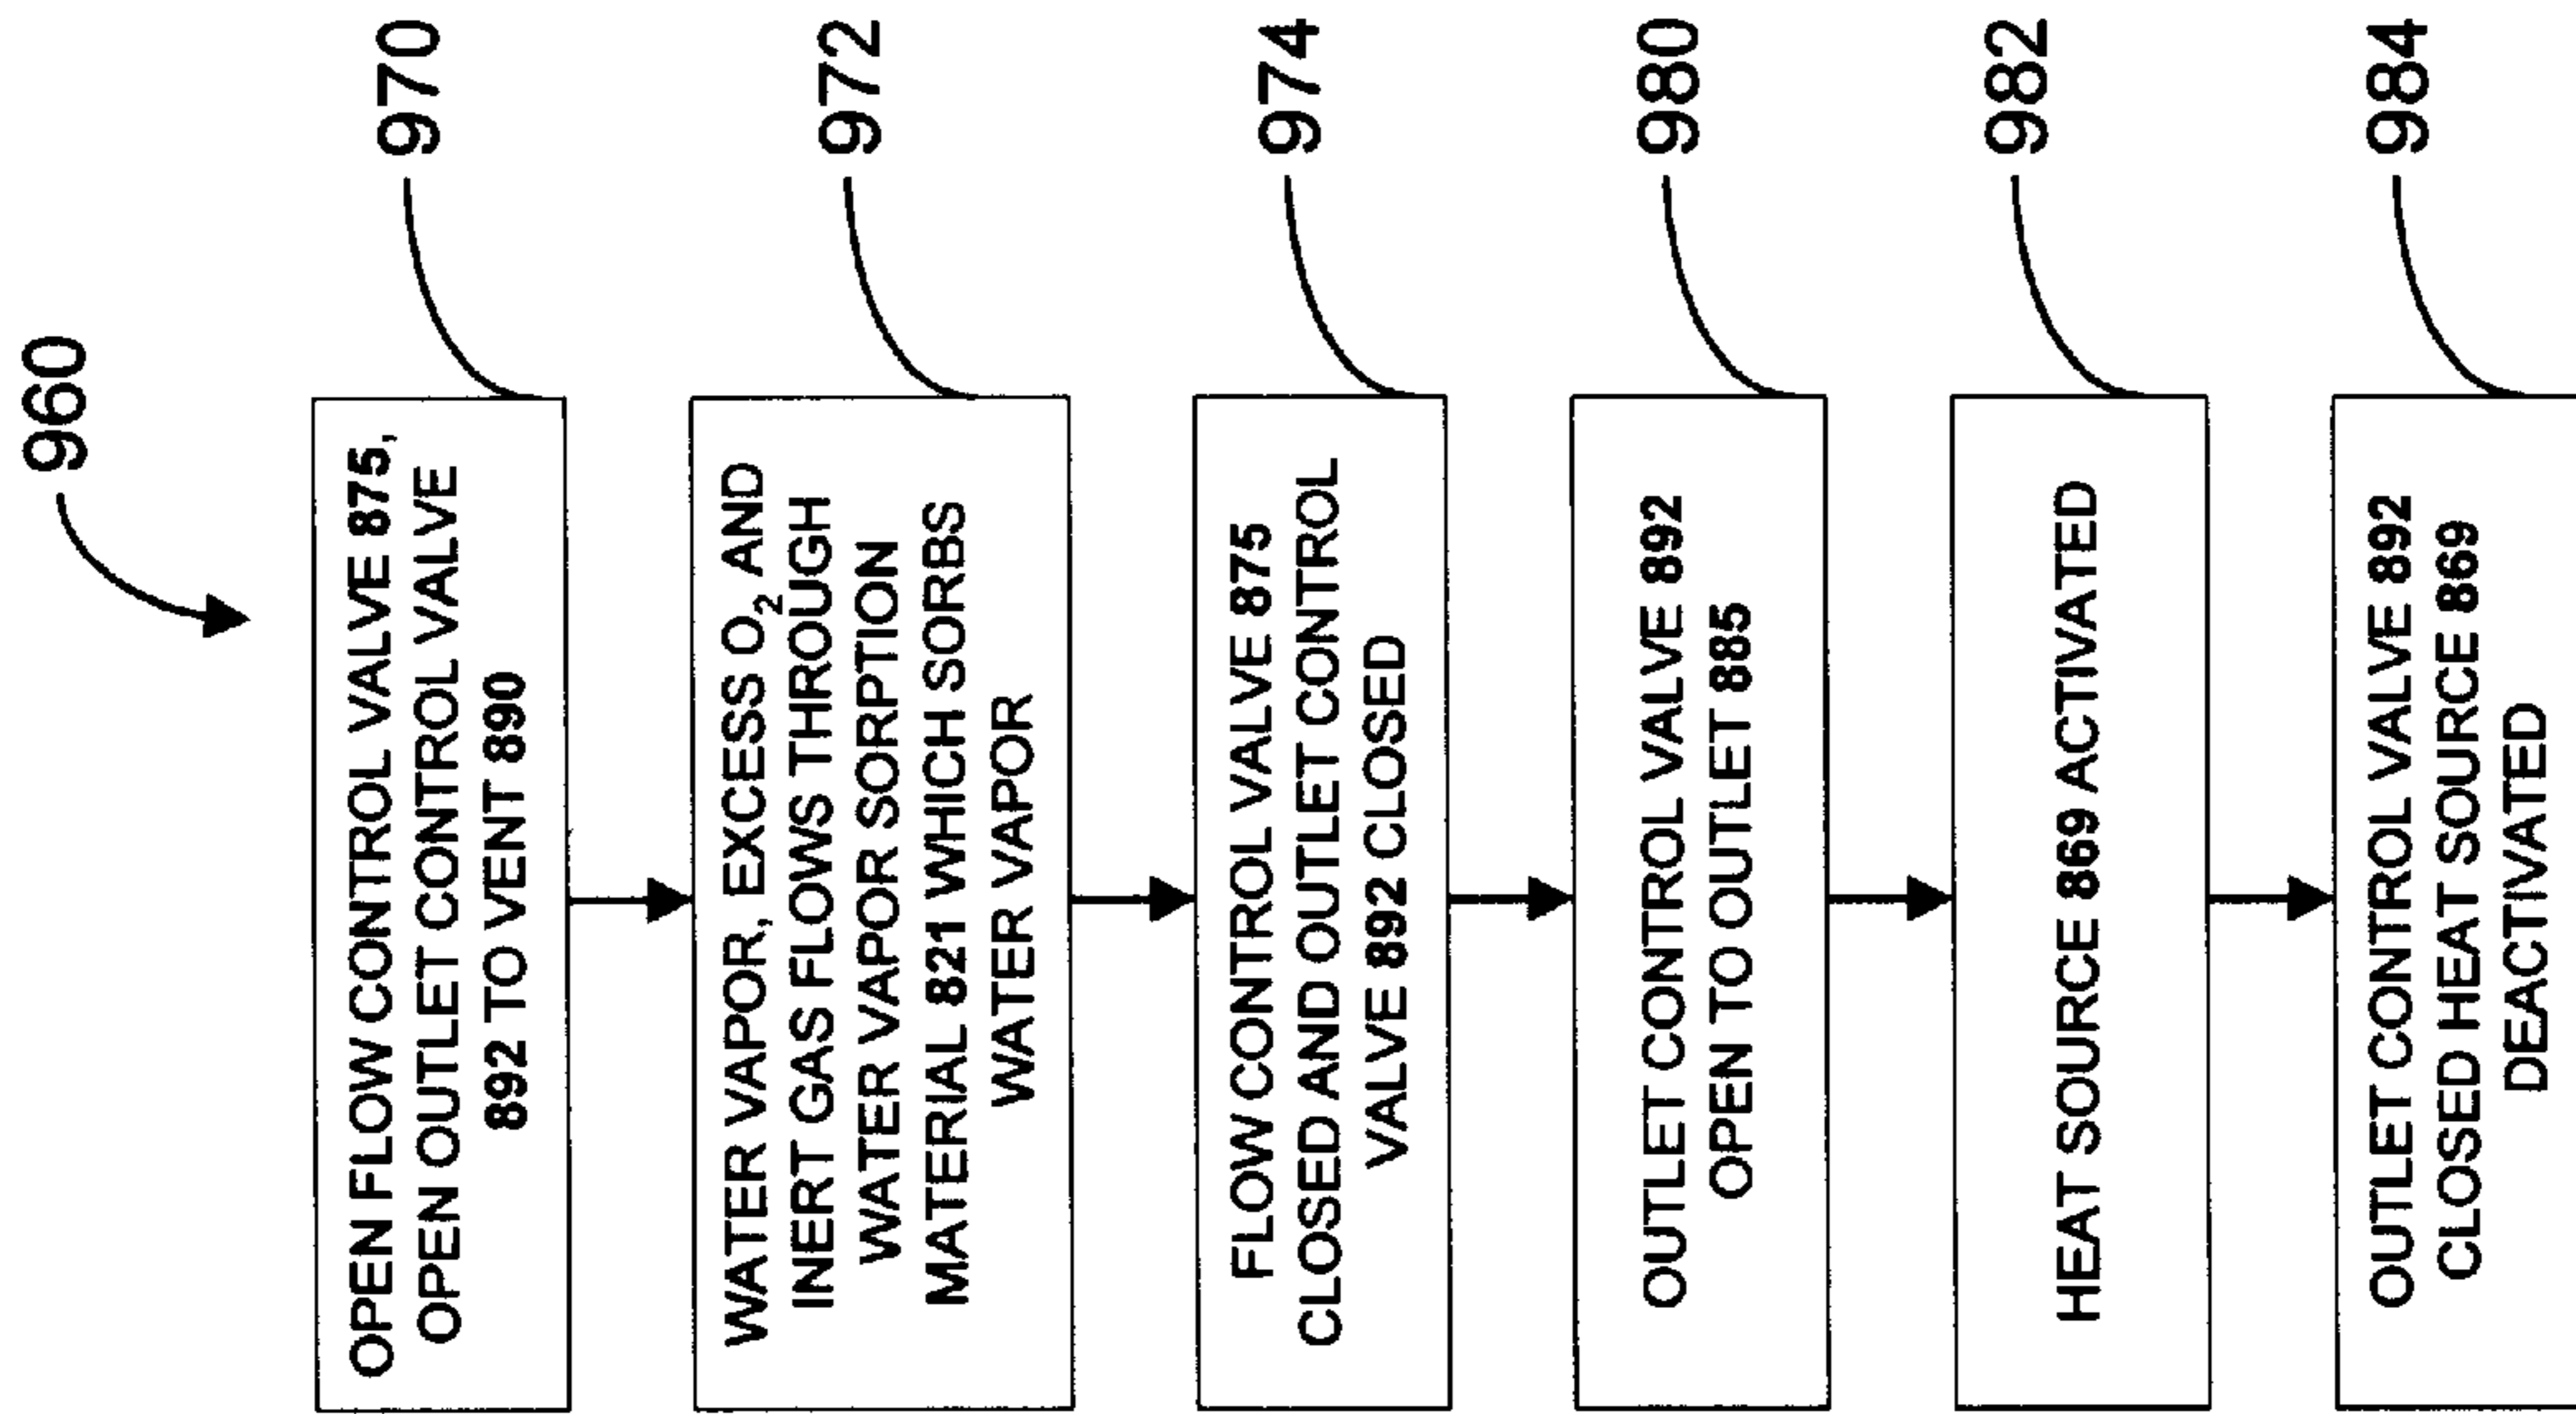 960
OPEN FLOW CONTROL VALVE 875,
OPEN OUTLET CONTROL VALVE
892 TO VENT 890
970
WATER VAPOR, EXCESS O2 AND
INERT GAS FLOWS THROUGH
WATER VAPOR SORPTION
MATERIAL 821 WHICH SORBS
WATER VAPOR
972
FLOW CONTROL VALVE 875
CLOSED AND OUTLET CONTROL
VALVE 892 CLOSED
974
OUTLET CONTROL VALVE 892
OPEN TO OUTLET 885
980
HEAT SOURCE 869 ACTIVATED
982
OUTLET CONTROL VALVE 892
CLOSED HEAT SOURCE 869
DEACTIVATED
984